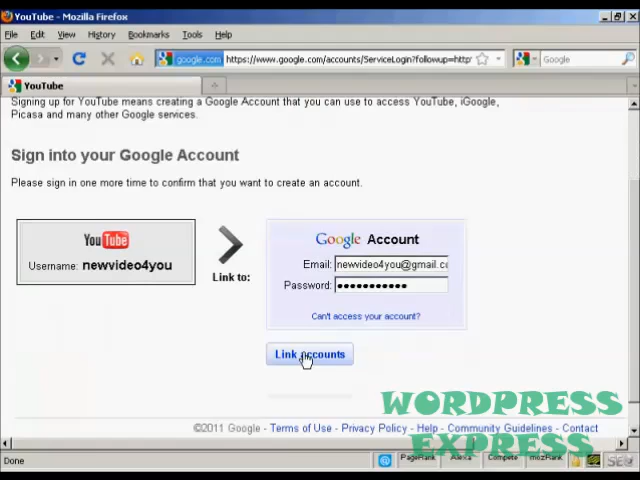 YouTube - Mozilla Firefox
File Edit View History Bookmarks Tools Help
google.com https://www.google.com/accounts/ServiceLogin?followup=http Google
YouTube
Signing up for YouTube means creating a Google Account that you can use to access YouTube, iGoogle,
Picasa and many other Google services.
Sign into your Google Account
Please sign in one more time to confirm that you want to create an account.
YouTube
Username: newvideo4you
Link to:
Google Account
Email: newvideo4you@gmail.c
Password: ●●●●●●●●●●●
Can't access your account?
Link accounts
WORDPRESS
EXPRESS
©2011 Google - Terms of Use - Privacy Policy - Help - Community Guidelines - Contact
Done PageRank Alexa Compete mozRank SEO